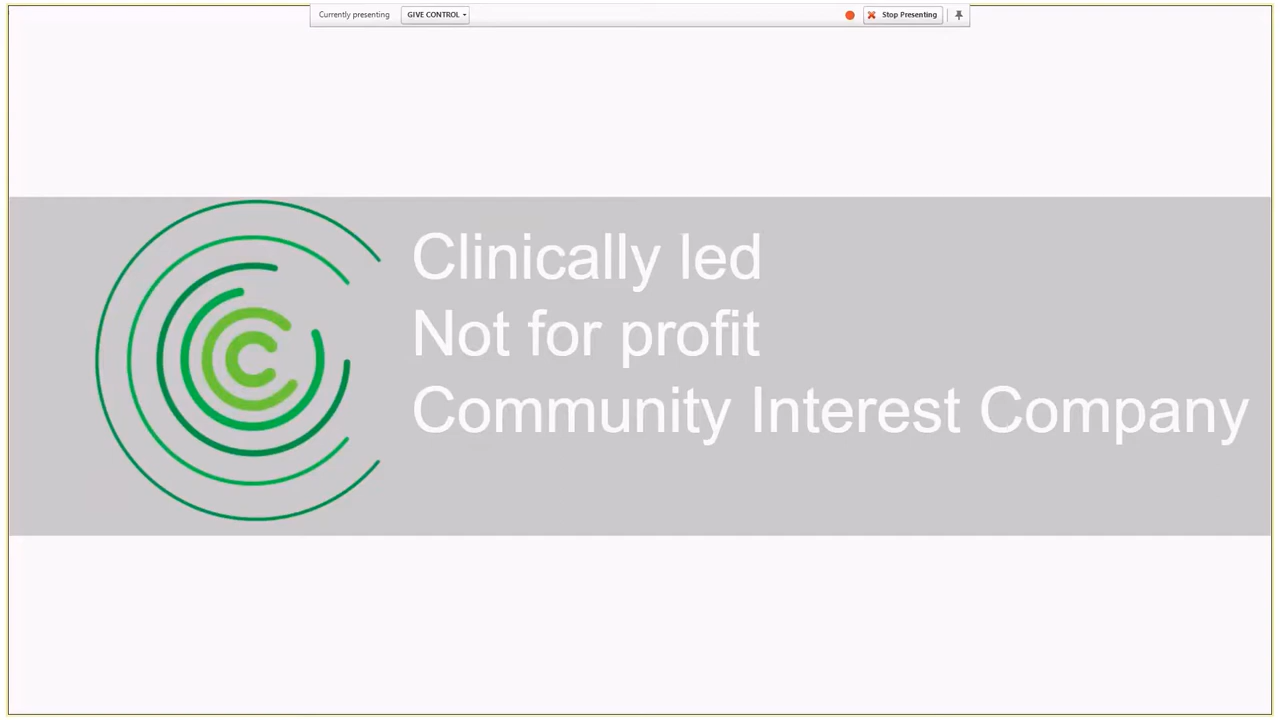 Currently presenting GIVE CONTROL Stop Presenting
Clinically led
Not for profit
Community Interest Company